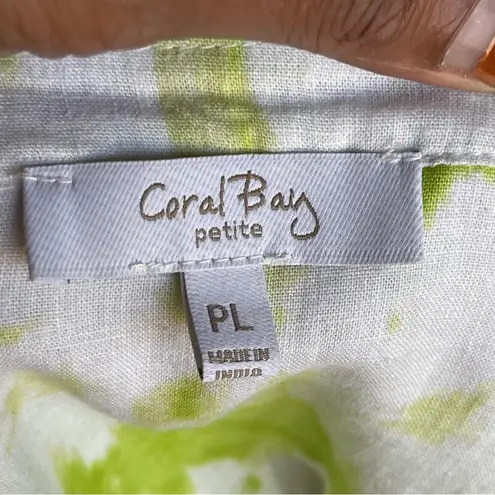 Coral Bay
petite
PL
MADE IN
INDIA